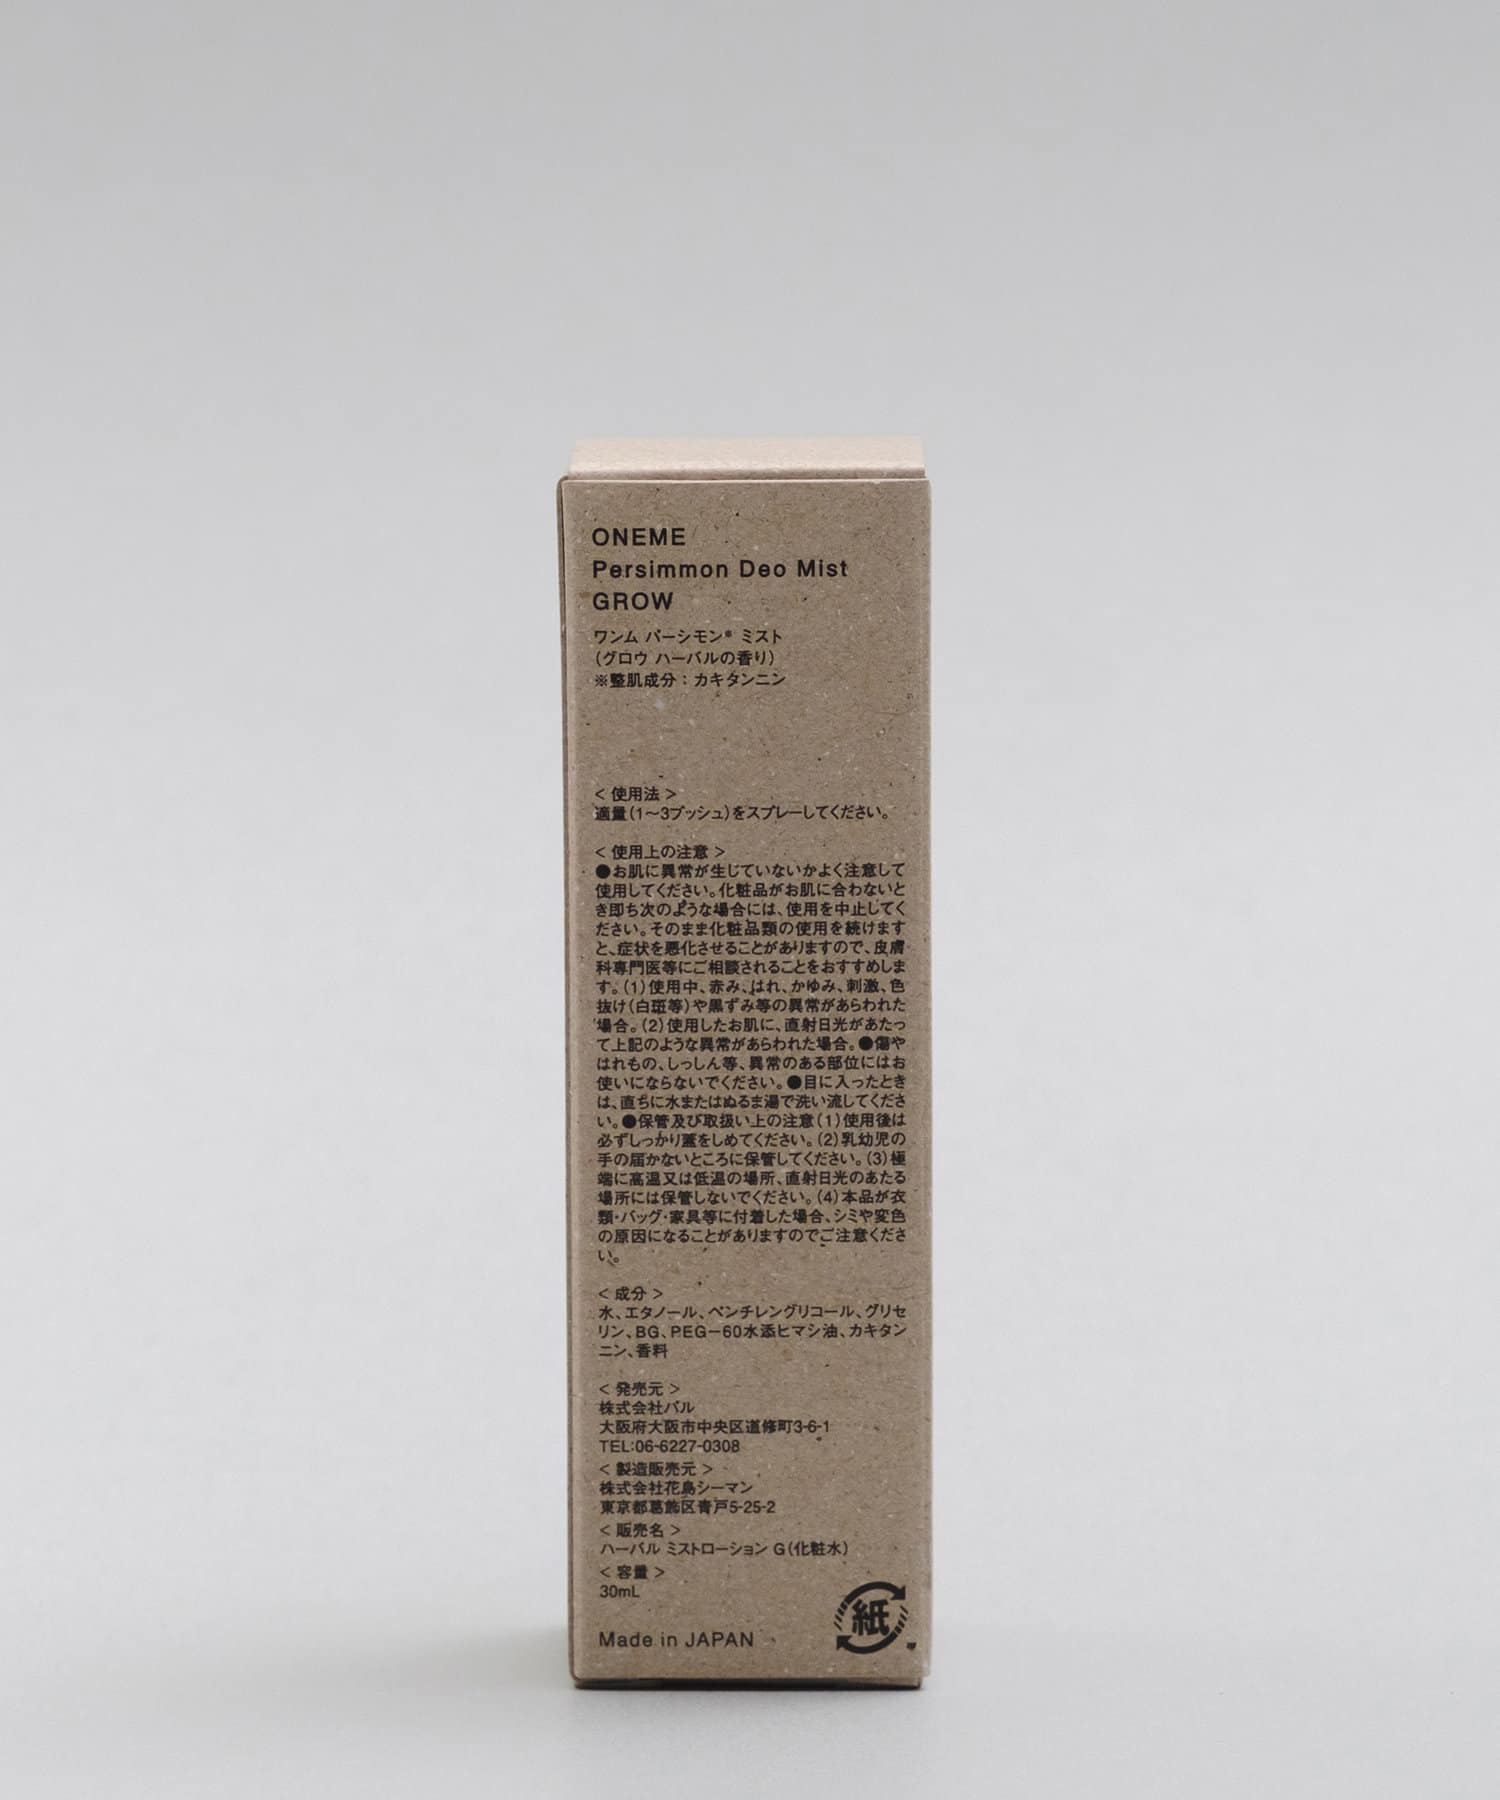 ONEME
Persimmon Deo Mist
GROW
ワンム パーシモン※ ミスト
（グロウ ハーバルの香り）
※整肌成分：カキタンニン
< 使用法 >
適量（1〜3プッシュ）をスプレーしてください。
< 使用上の注意 >
●お肌に異常が生じていないかよく注意して
使用してください。化粧品がお肌に合わないと
き即ち次のような場合には、使用を中止してく
ださい。そのまま化粧品類の使用を続けます
と、症状を悪化させることがありますので、皮膚
科専門医等にご相談されることをおすすめしま
す。（1）使用中、赤み、はれ、かゆみ、刺激、色
抜け（白斑等）や黒ずみ等の異常があらわれた
場合。（2）使用したお肌に、直射日光があたっ
て上記のような異常があらわれた場合。●傷や
はれもの、しっしん等、異常のある部位にはお
使いにならないでください。●目に入ったとき
は、直ちに水またはぬるま湯で洗い流してくださ
い。●保管及び取扱い上の注意（1）使用後は
必ずしっかり蓋をしめてください。（2）乳幼児の
手の届かないところに保管してください。（3）極
端に高温又は低温の場所、直射日光のあたる
場所には保管しないでください。（4）本品が衣
類・バッグ・家具等に付着した場合、シミや変色
の原因になることがありますのでご注意くださ
い。
< 成分 >
水、エタノール、ペンチレングリコール、グリセ
リン、BG、PEG－60水添ヒマシ油、カキタン
ニン、香料
< 発売元 >
株式会社パル
大阪府大阪市中央区道修町3-6-1
TEL:06-6227-0308
< 製造販売元 >
株式会社花島シーマン
東京都葛飾区青戸5-25-2
< 販売名 >
ハーバル ミストローション G（化粧水）
< 容量 >
30mL
紙
Made in JAPAN